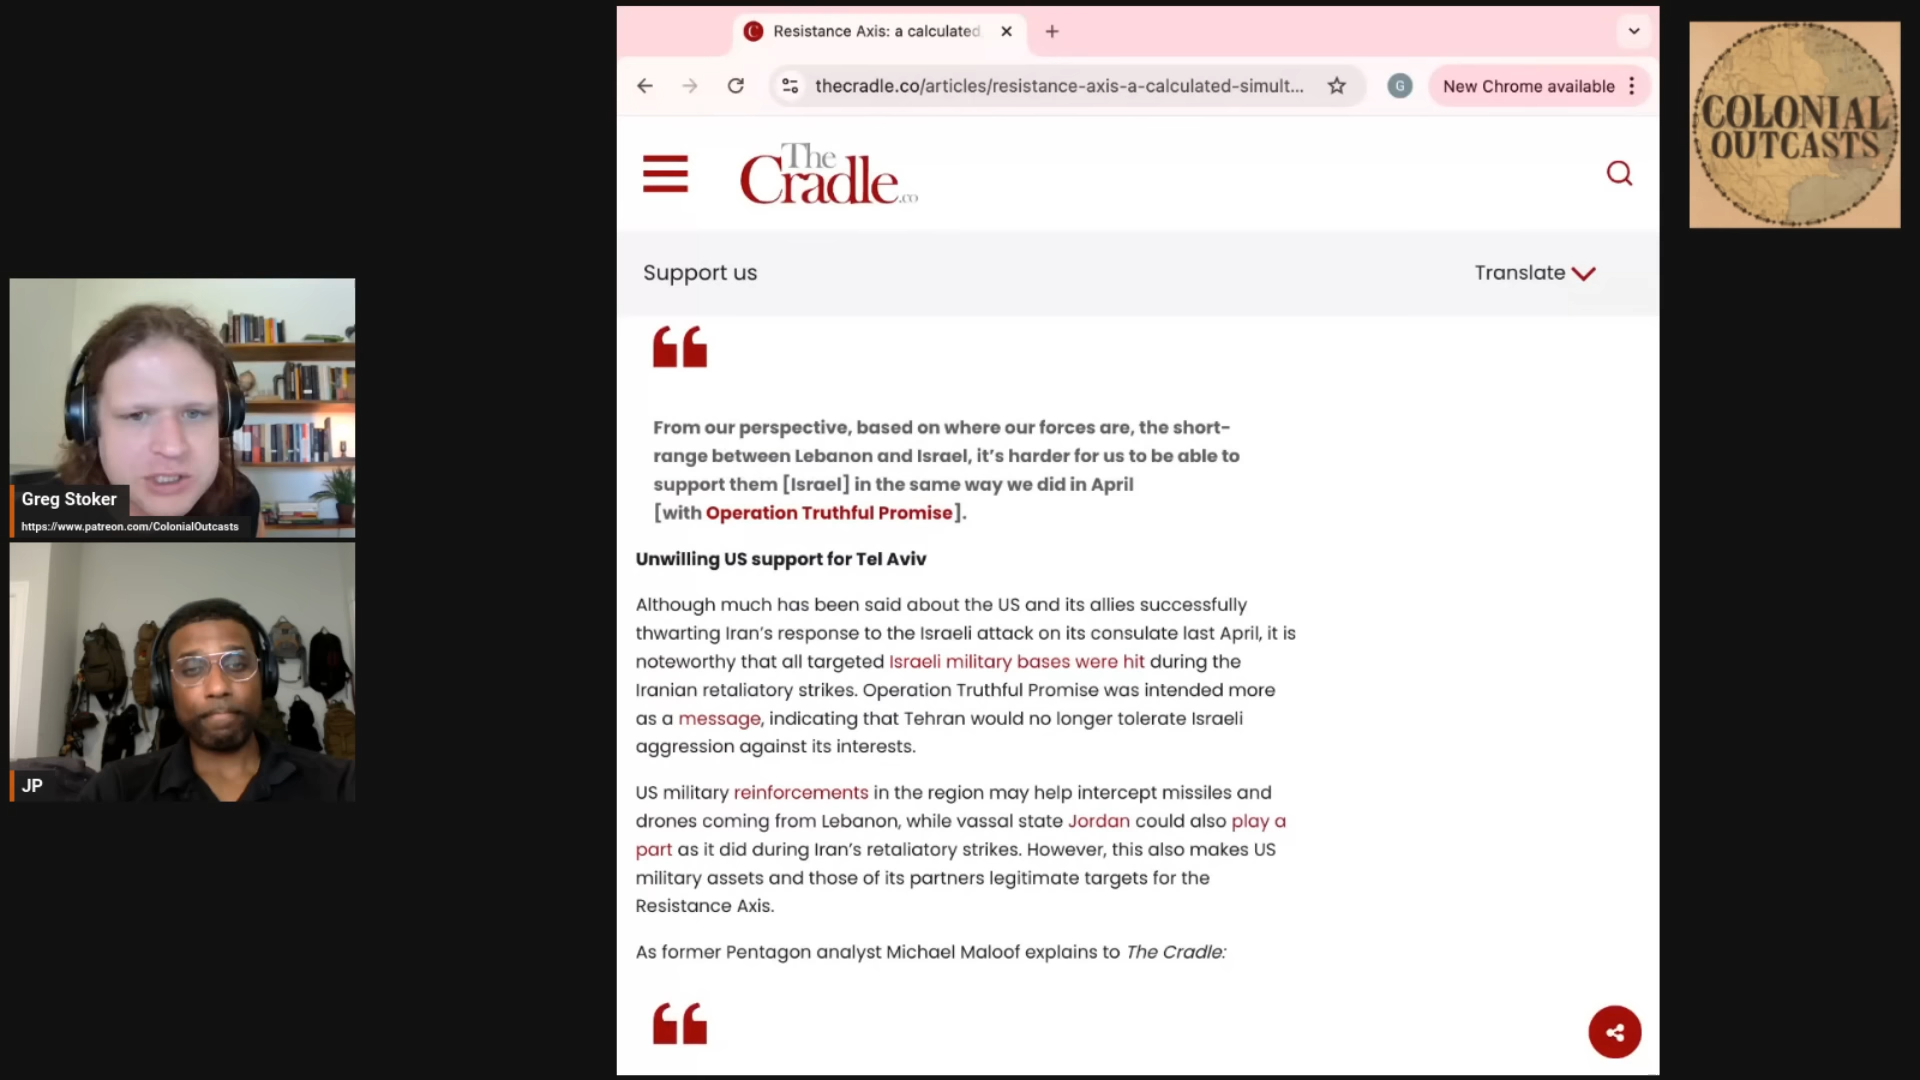 Resistance Axis: a calculated
thecradle.co/articles/resistance-axis-a-calculated-simult...
G
New Chrome available
COLONIAL
OUTCASTS
The
Cradle.co
Support us
Translate
From our perspective, based on where our forces are, the short-
range between Lebanon and Israel, it's harder for us to be able to
support them [Israel] in the same way we did in April
[with Operation Truthful Promise].
Unwilling US support for Tel Aviv
Although much has been said about the US and its allies successfully
thwarting Iran's response to the Israeli attack on its consulate last April, it is
noteworthy that all targeted Israeli military bases were hit during the
Iranian retaliatory strikes. Operation Truthful Promise was intended more
as a message, indicating that Tehran would no longer tolerate Israeli
aggression against its interests.
US military reinforcements in the region may help intercept missiles and
drones coming from Lebanon, while vassal state Jordan could also play a
part as it did during Iran's retaliatory strikes. However, this also makes US
military assets and those of its partners legitimate targets for the
Resistance Axis.
As former Pentagon analyst Michael Maloof explains to The Cradle:
Greg Stoker
https://www.patreon.com/ColonialOutcasts
JP